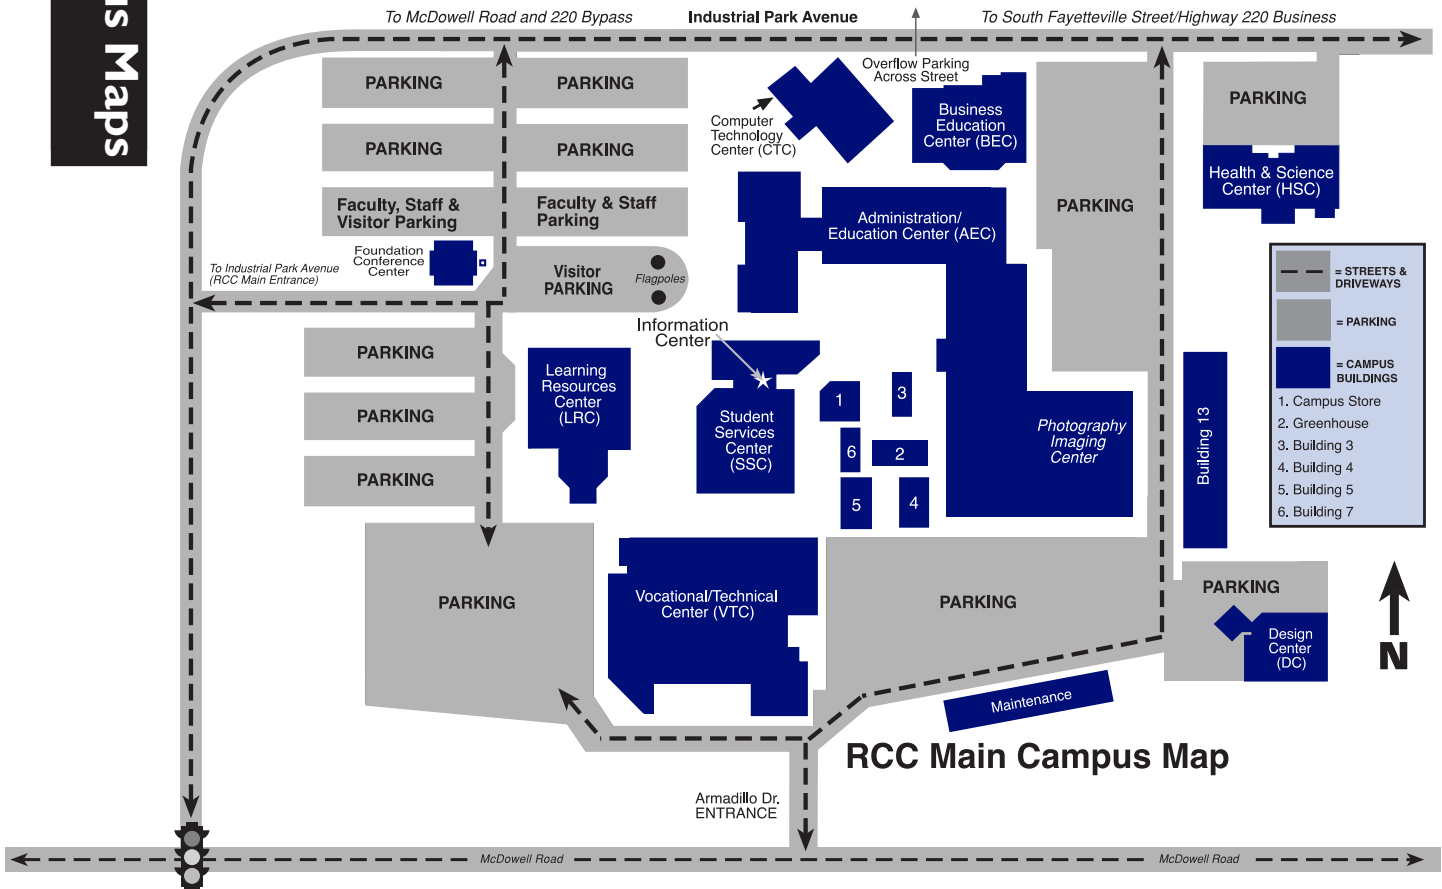 us Maps
To McDowell Road and 220 Bypass
Industrial Park Avenue
To South Fayetteville Street/Highway 220 Business
Overflow Parking
Across Street
PARKING
PARKING
PARKING
PARKING
PARKING
PARKING
Computer
Technology
Center (CTC)
Business
Education
Center (BEC)
Health & Science
Center (HSC)
Faculty, Staff &
Visitor Parking
Faculty & Staff
Parking
PARKING
Administration/
Education Center (AEC)
Foundation
Conference
Center
To Industrial Park Avenue
(RCC Main Entrance)
Visitor
PARKING
Flagpoles
Information
Center
= STREETS &
DRIVEWAYS
= PARKING
= CAMPUS
BUILDINGS
1. Campus Store
2. Greenhouse
3. Building 3
4. Building 4
5. Building 5
6. Building 7
PARKING
PARKING
PARKING
Learning
Resources
Center
(LRC)
Student
Services
Center
(SSC)
1
3
6
2
5
4
Photography
Imaging
Center
Building 13
PARKING
Vocational/Technical
Center (VTC)
PARKING
PARKING
Design
Center
(DC)
N
Maintenance
RCC Main Campus Map
Armadillo Dr.
ENTRANCE
McDowell Road
McDowell Road